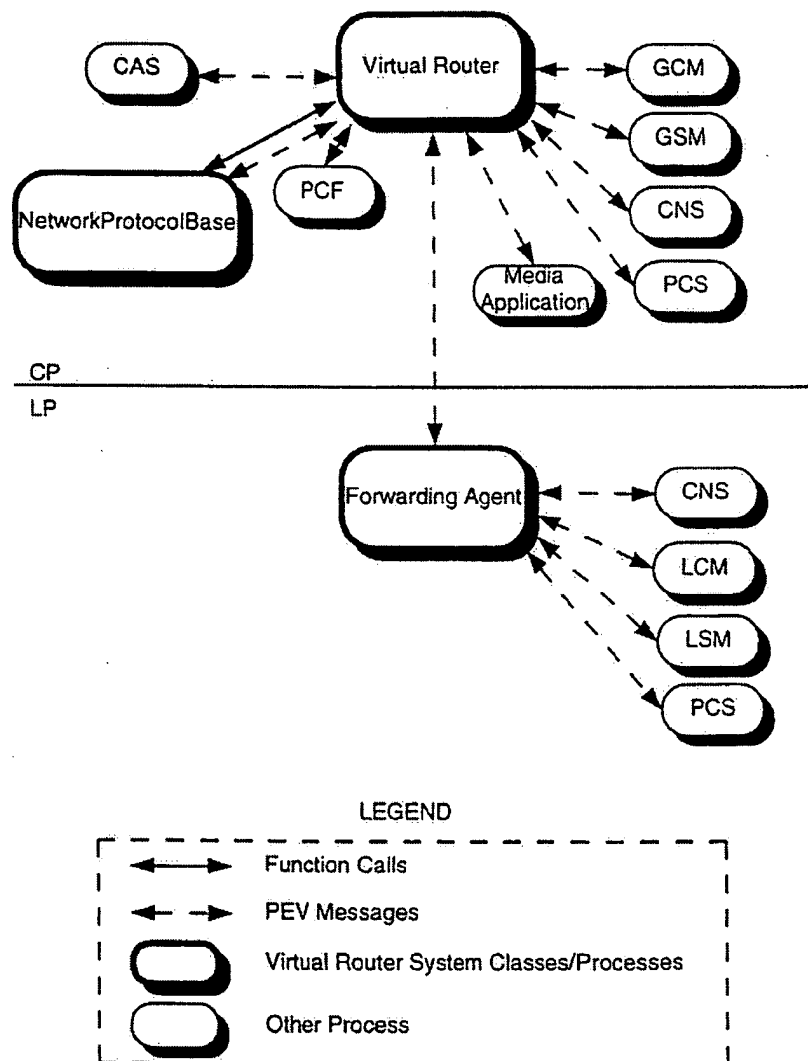 CAS
Virtual Router
GCM
GSM
NetworkProtocolBase
PCF
CNS
Media
Application
PCS
CP
LP
Forwarding Agent
CNS
LCM
LSM
PCS
LEGEND
Function Calls
PEV Messages
Virtual Router System Classes/Processes
Other Process